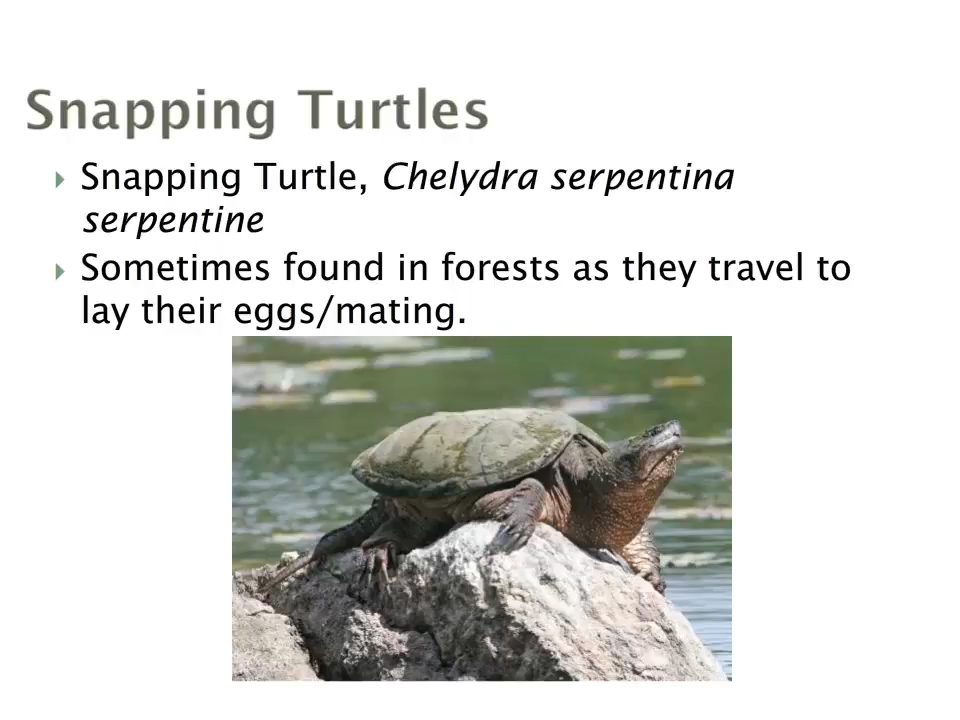 Snapping Turtles
Snapping Turtle, Chelydra serpentina
serpentine
Sometimes found in forests as they travel to
lay their eggs/mating.